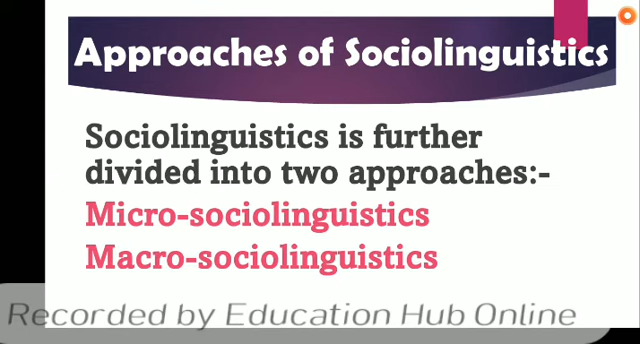 Approaches of Sociolinguistics
Sociolinguistics is further
divided into two approaches:-
Micro-sociolinguistics
Macro-sociolinguistics
Recorded by Education Hub Online